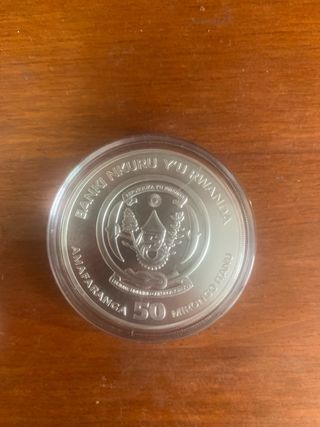 BANKI NKURU Y'U RWANDA
AMAFARANGA 50 MIRONGO ITANU